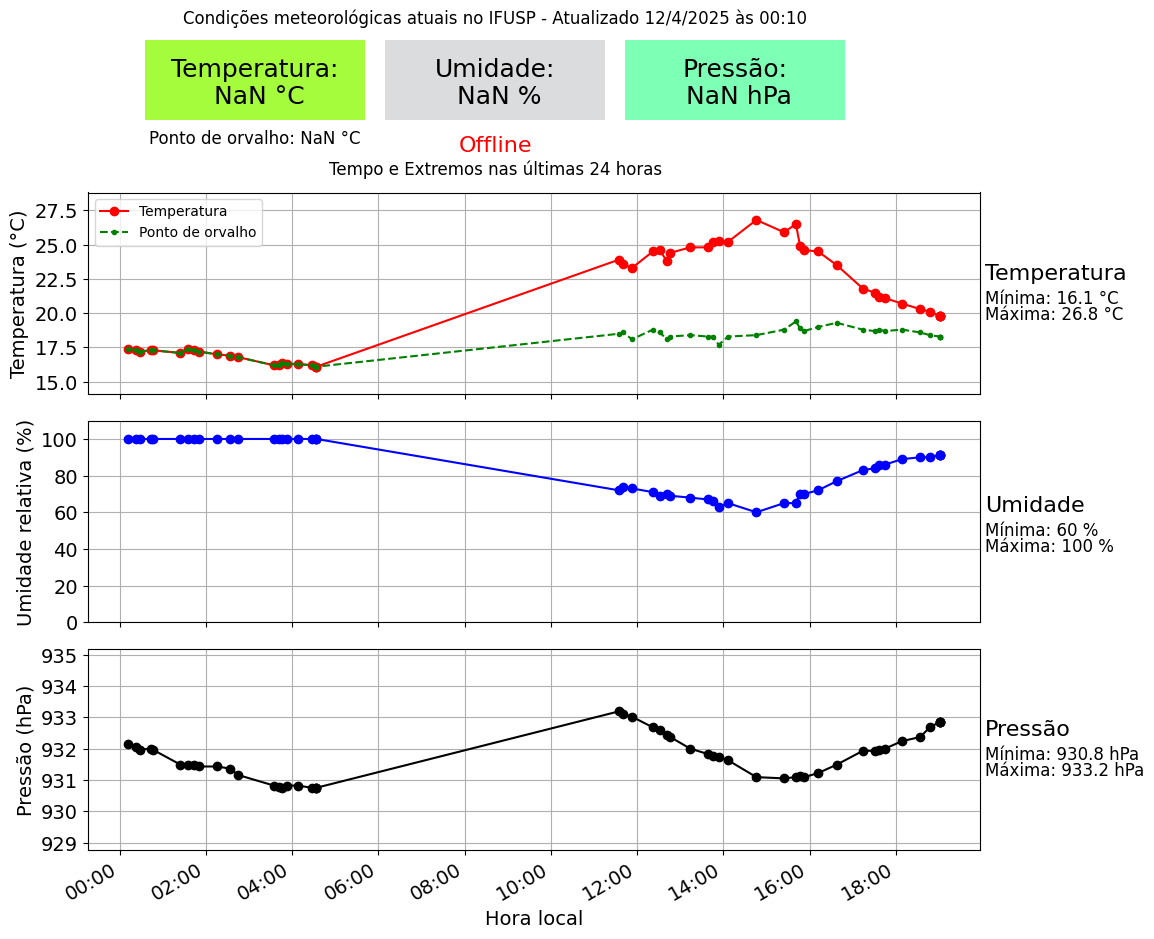 Condições meteorológicas atuais no IFUSP - Atualizado 12/4/2025 às 00:10
Temperatura:
NaN °C
Umidade:
NaN %
Pressão:
NaN hPa
Ponto de orvalho: NaN °C
Offline
Tempo e Extremos nas últimas 24 horas
Temperatura (°C)
27.5
25.0
22.5
20.0
17.5
15.0
Temperatura
Ponto de orvalho
Temperatura
Mínima: 16.1 °C
Máxima: 26.8 °C
Umidade relativa (%)
100
80
60
40
20
0
Umidade
Mínima: 60 %
Máxima: 100 %
Pressão (hPa)
935
934
933
932
931
930
929
Pressão
Mínima: 930.8 hPa
Máxima: 933.2 hPa
00:00
02:00
04:00
06:00
08:00
10:00
12:00
14:00
16:00
18:00
Hora local